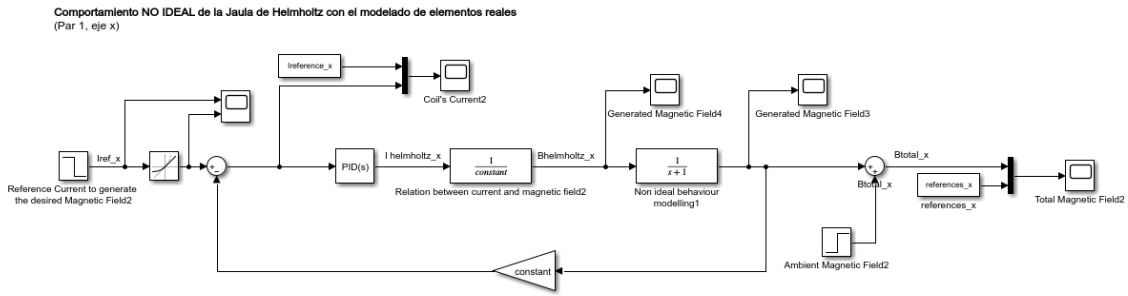 Comportamiento NO IDEAL de la Jaula de Helmholtz con el modelado de elementos reales
(Par 1, eje x)
Ireference_x
Coil's Current2
Generated Magnetic Field4
Generated Magnetic Field3
Iref_x
Reference Current to generate
the desired Magnetic Field2
+
−
PID(s)
I helmholtz_x
1
constant
Relation between current and magnetic field2
Bhelmholtz_x
1
s + 1
Non ideal behaviour
modelling1
+
+
Btotal_x
Btotal_x
references_x
references_x
Total Magnetic Field2
Ambient Magnetic Field2
constant